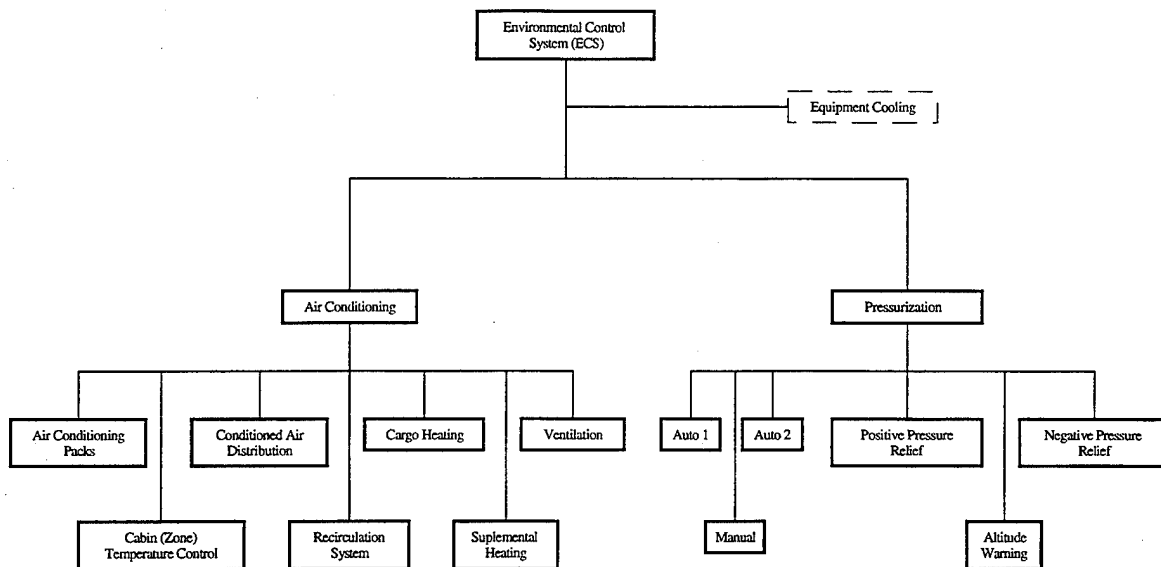 Environmental Control
System (ECS)
Equipment Cooling
Air Conditioning
Pressurization
Air Conditioning
Packs
Conditioned Air
Distribution
Cargo Heating
Ventilation
Auto 1
Auto 2
Positive Pressure
Relief
Negative Pressure
Relief
Cabin (Zone)
Temperature Control
Recirculation
System
Suplemental
Heating
Manual
Altitude
Warning